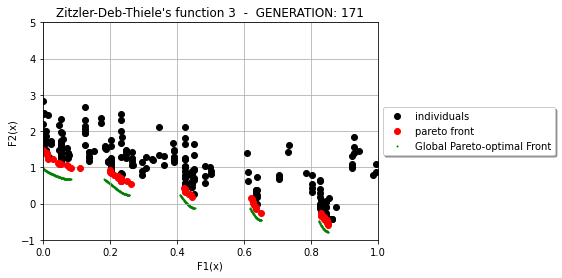 Zitzler-Deb-Thiele's function 3 - GENERATION: 171
5
4
3
2
1
0
−1
F2(x)
0.0 0.2 0.4 0.6 0.8 1.0
F1(x)
individuals
pareto front
Global Pareto-optimal Front